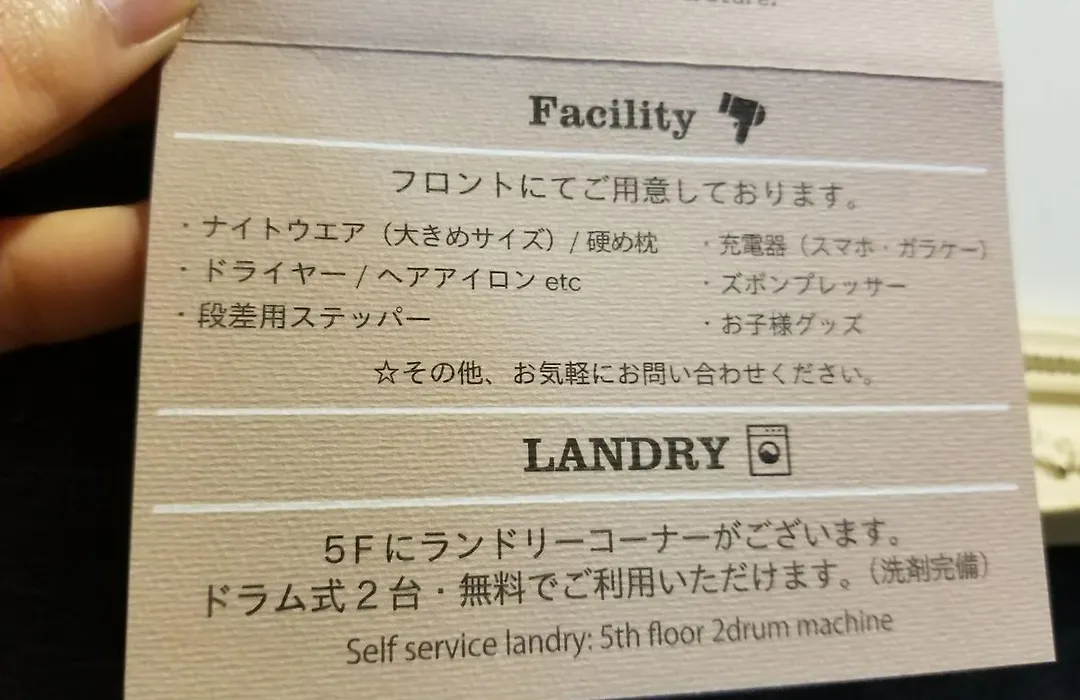 Facility
フロントにてご用意しております。
・ナイトウエア（大きめサイズ）/ 硬め枕
・ドライヤー / ヘアアイロン etc
・段差用ステッパー
・充電器（スマホ・ガラケー）
・ズボンプレッサー
・お子様グッズ
☆その他、お気軽にお問い合わせください。
LANDRY
5Fにランドリーコーナーがございます。
ドラム式2台・無料でご利用いただけます。（洗剤完備）
Self service landry: 5th floor 2drum machine